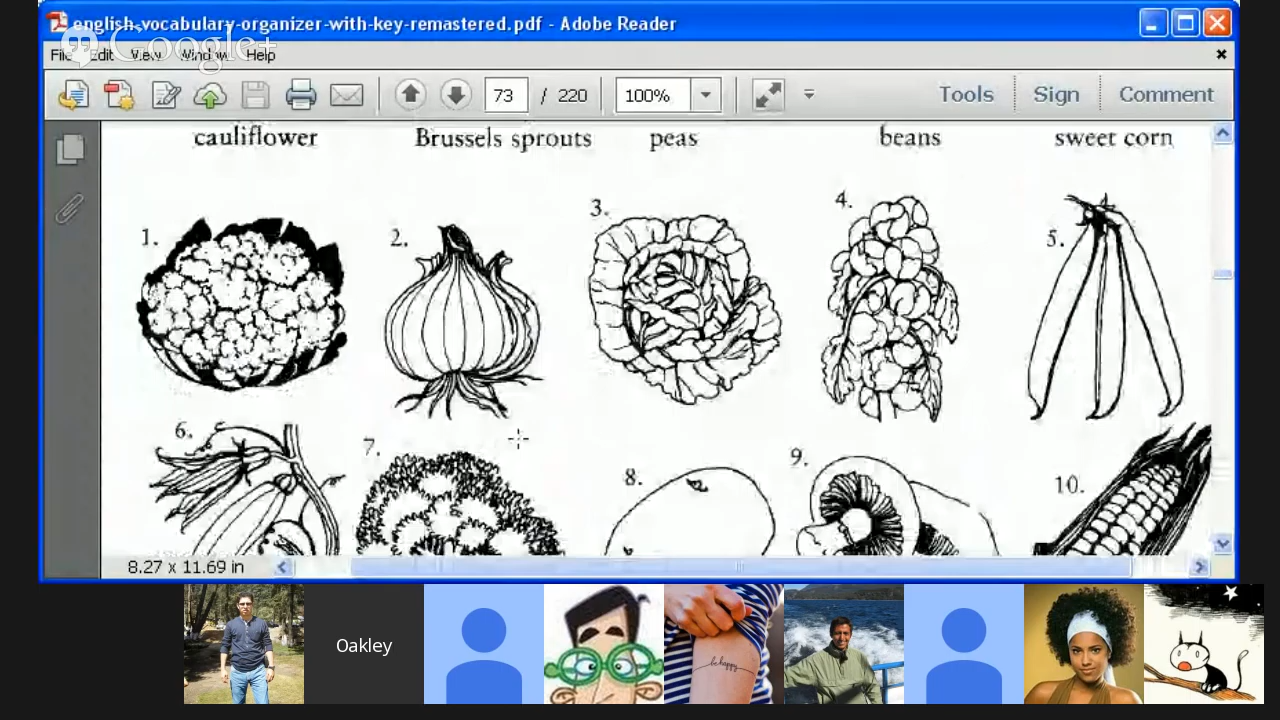 english-vocabulary-organizer-with-key-remastered.pdf - Adobe Reader
Google+
File Edit View Window Help
73 / 220 100% Tools Sign Comment
cauliflower Brussels sprouts peas beans sweet corn
1. 2. 3. 4. 5.
6. 7. 8. 9. 10.
8.27 x 11.69 in
Oakley
be happy